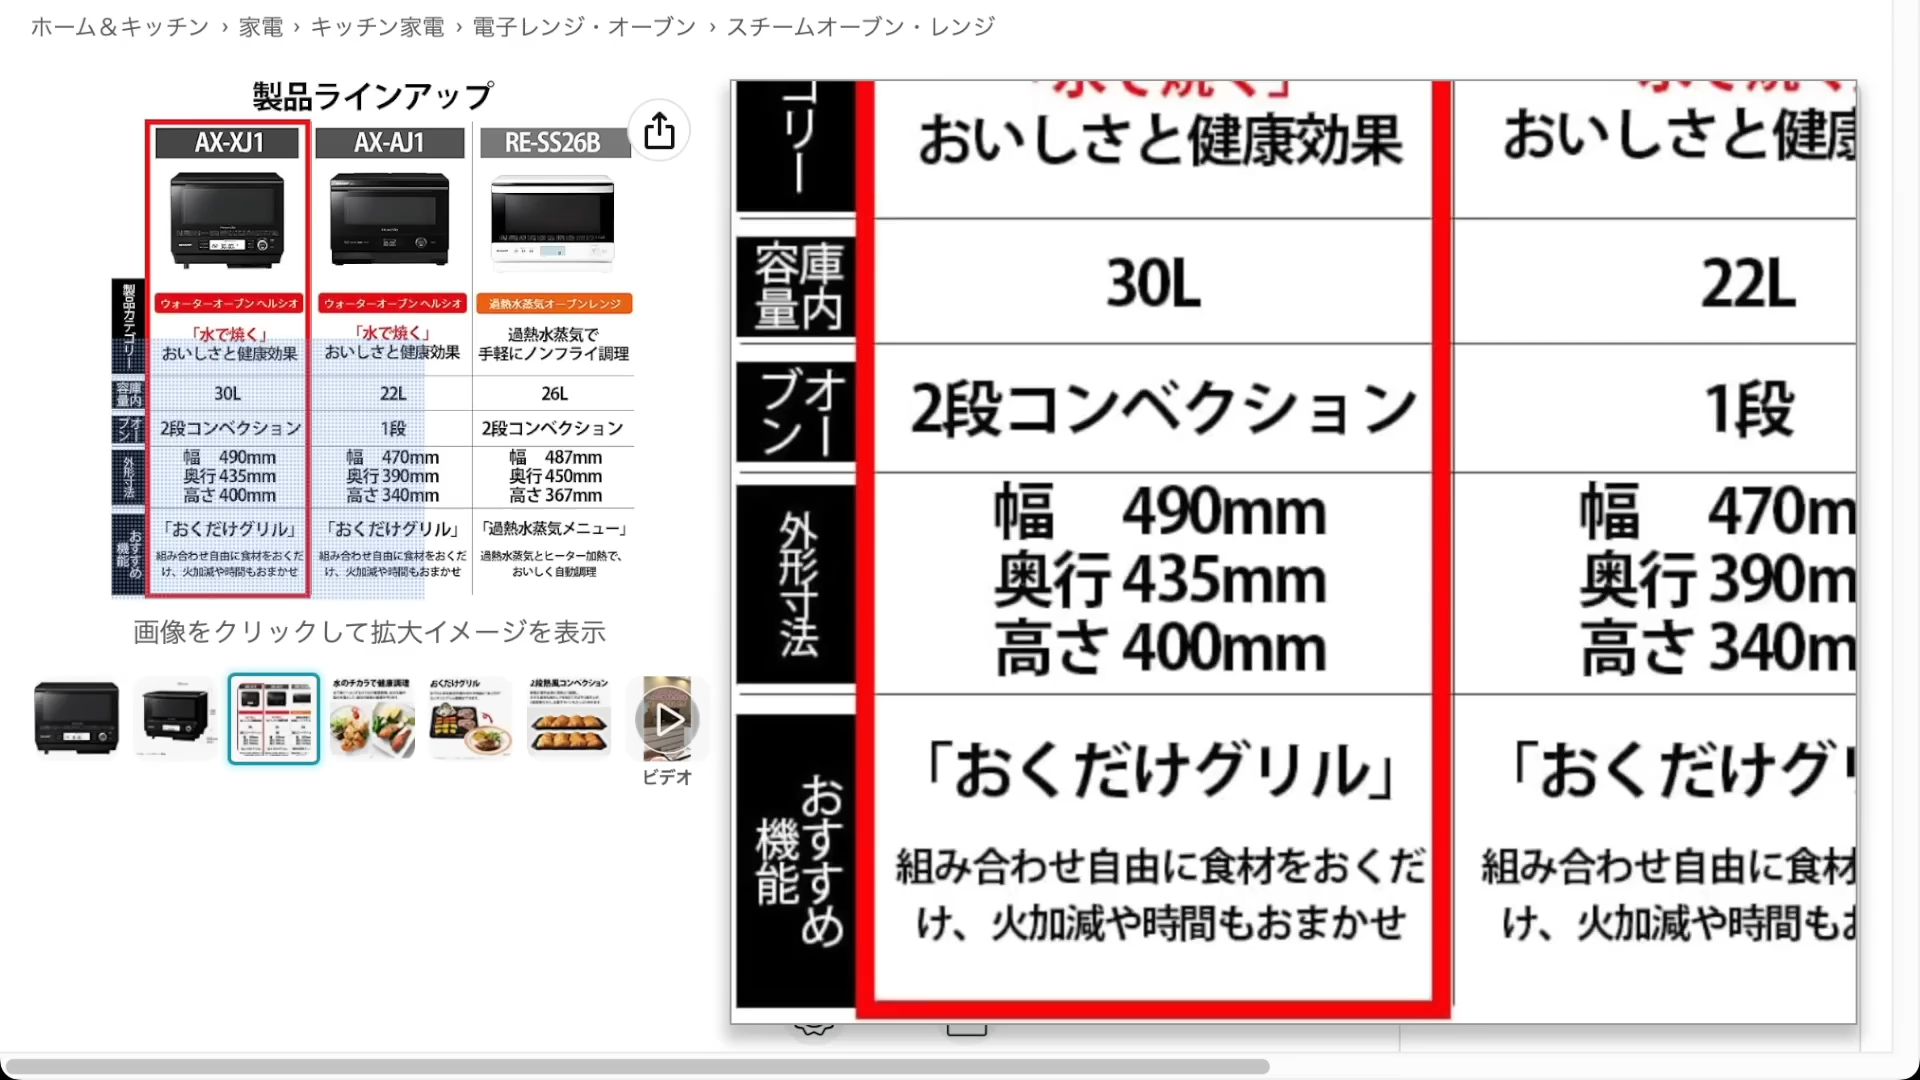 ホーム＆キッチン › 家電 › キッチン家電 › 電子レンジ・オーブン › スチームオーブン・レンジ
製品ラインアップ
AX-XJ1
AX-AJ1
RE-SS26B
製品カテゴリー
ウォーターオーブン ヘルシオ
ウォーターオーブン ヘルシオ
過熱水蒸気オーブンレンジ
「水で焼く」
おいしさと健康効果
「水で焼く」
おいしさと健康効果
過熱水蒸気で
手軽にノンフライ調理
庫内容量
30L
22L
26L
オーブン
2段コンベクション
1段
2段コンベクション
外形寸法
幅 490mm
奥行 435mm
高さ 400mm
幅 470mm
奥行 390mm
高さ 340mm
幅 487mm
奥行 450mm
高さ 367mm
おすすめ機能
「おくだけグリル」
組み合わせ自由に食材をおくだ
け、火加減や時間もおまかせ
「おくだけグリル」
組み合わせ自由に食材をおくだ
け、火加減や時間もおまかせ
「過熱水蒸気メニュー」
過熱水蒸気とヒーター加熱で、
おいしく自動調理
画像をクリックして拡大イメージを表示
水のチカラで健康調理
おくだけグリル
2段熱風コンベクション
ビデオ
ゴリー
「水で焼く」
おいしさと健康効果
水で焼く
おいしさと健康
庫内容量
30L
22L
オーブン
2段コンベクション
1段
外形寸法
幅 490mm
奥行 435mm
高さ 400mm
幅 470m
奥行 390m
高さ 340m
おすすめ機能
「おくだけグリル」
組み合わせ自由に食材をおくだ
け、火加減や時間もおまかせ
「おくだけグリ
組み合わせ自由に食材
け、火加減や時間もお